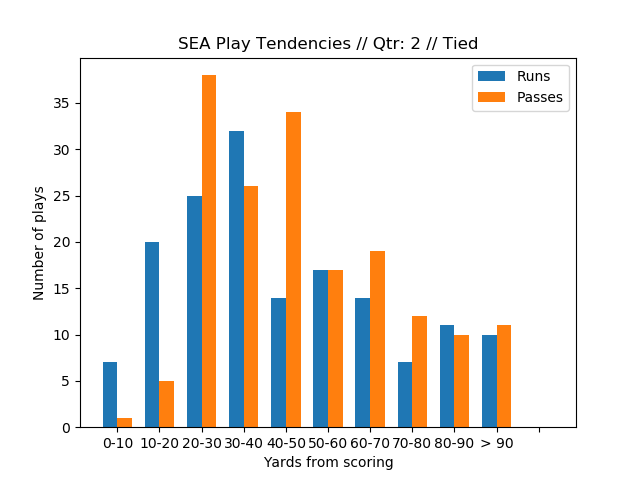 SEA Play Tendencies // Qtr: 2 // Tied
Runs
Passes
Number of plays
35
30
25
20
15
10
5
0
0-10 10-20 20-30 30-40 40-50 50-60 60-70 70-80 80-90 > 90
Yards from scoring